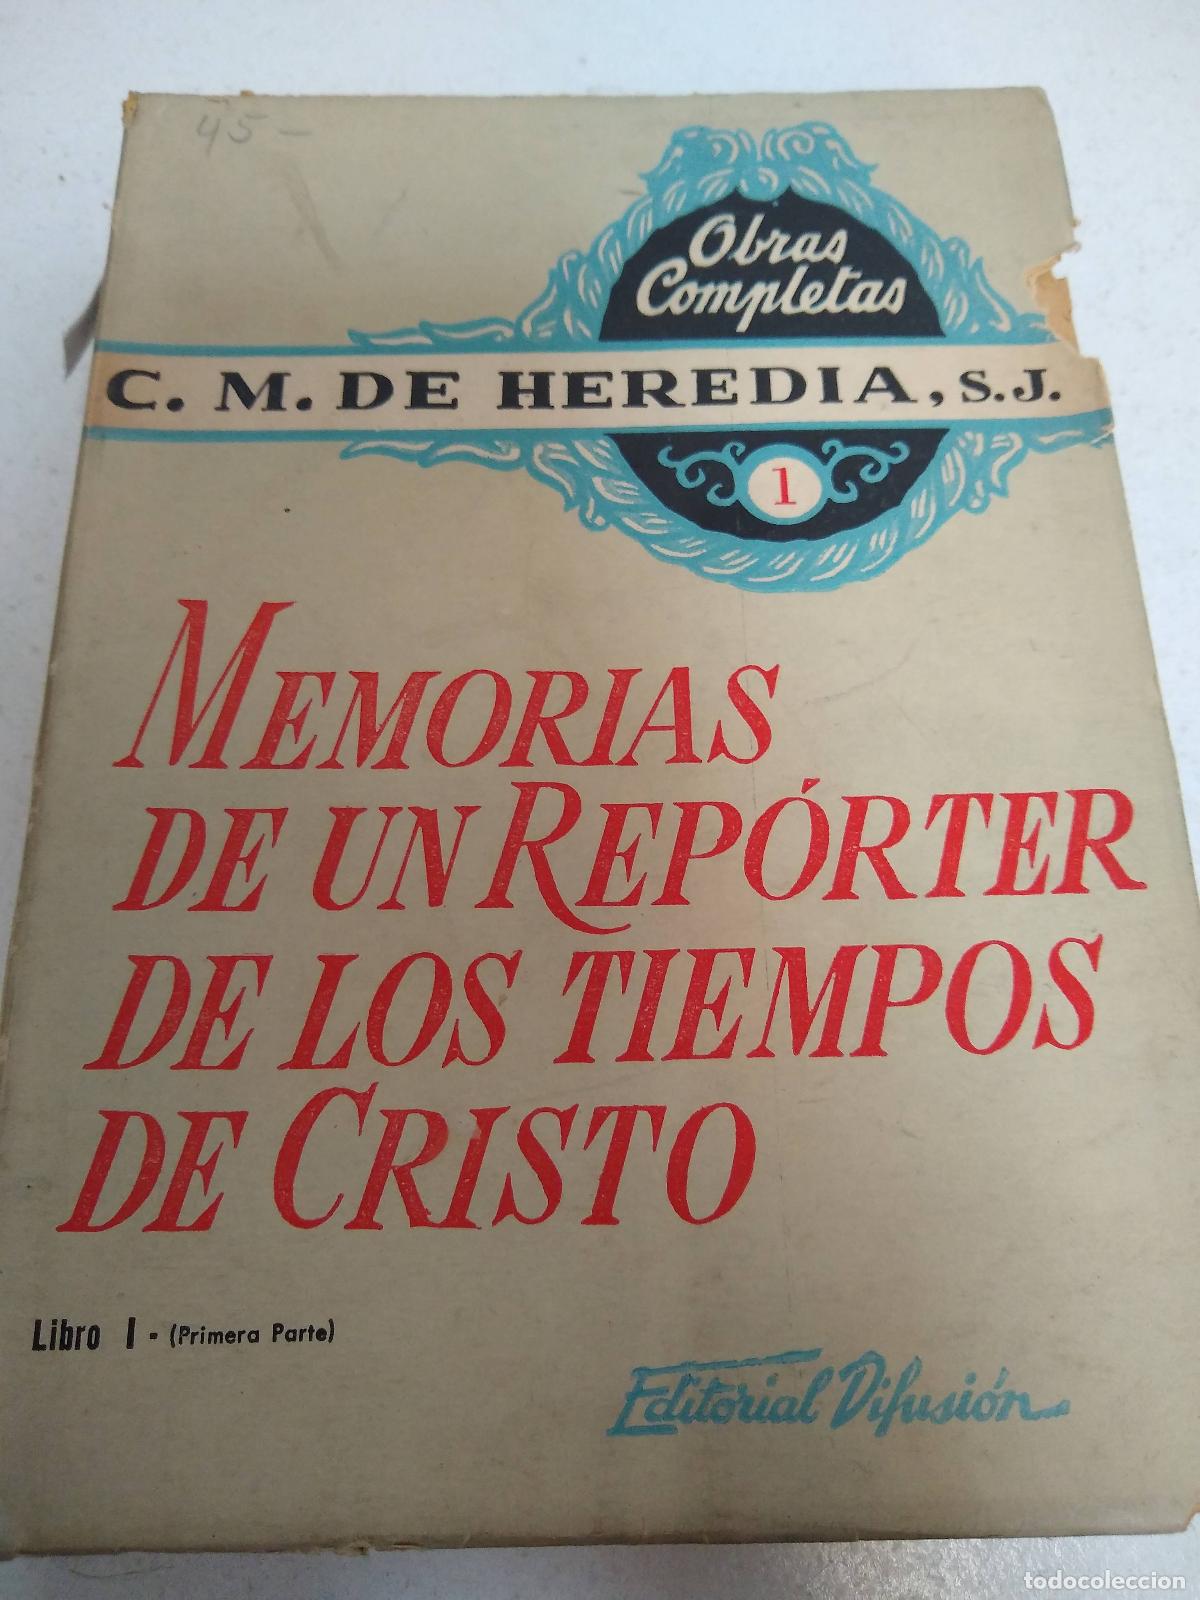 45-
Obras
Completas
C. M. DE HEREDIA, S.J.
1
MEMORIAS
DE UN REPÓRTER
DE LOS TIEMPOS
DE CRISTO
Libro I - (Primera Parte)
Editorial Difusión
todocoleccion